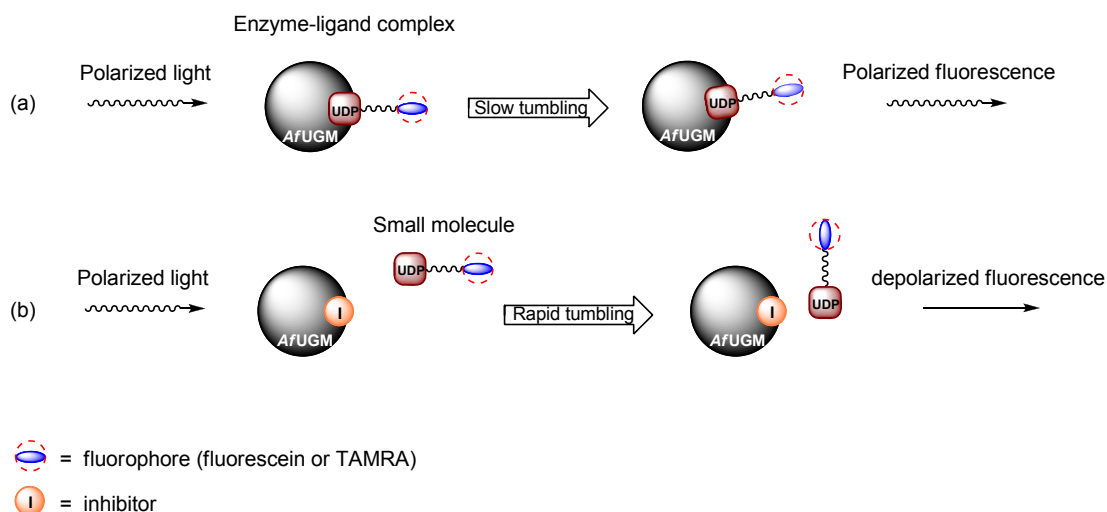 Enzyme-ligand complex
Polarized light
Polarized fluorescence
(a)
UDP
AfUGM
Slow tumbling
UDP
AfUGM
Small molecule
Polarized light
UDP
depolarized fluorescence
(b)
I
AfUGM
Rapid tumbling
I
AfUGM
UDP
= fluorophore (fluorescein or TAMRA)
I = inhibitor